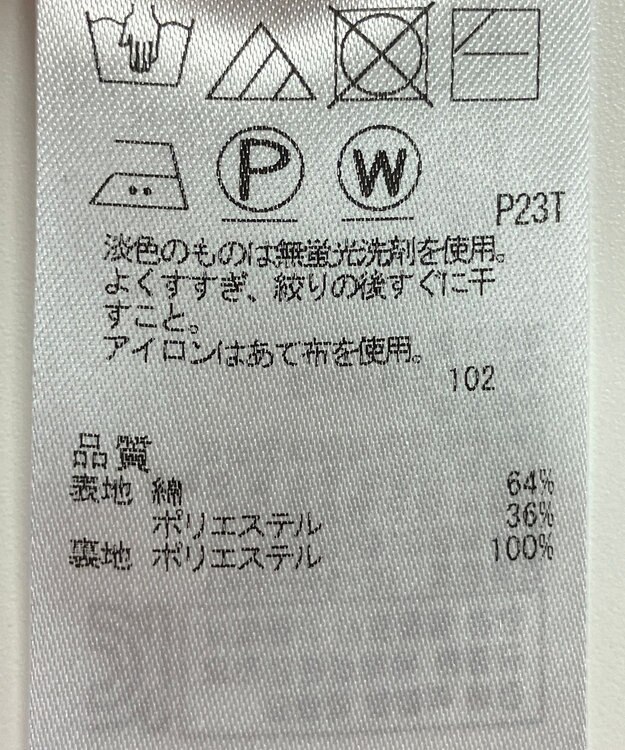 P W
P23T
淡色のものは無蛍光洗剤を使用。
よくすすぎ、絞りの後すぐに干
すこと。
アイロンはあて布を使用。
102
品質
表地 綿 64%
ポリエステル 36%
裏地 ポリエステル 100%